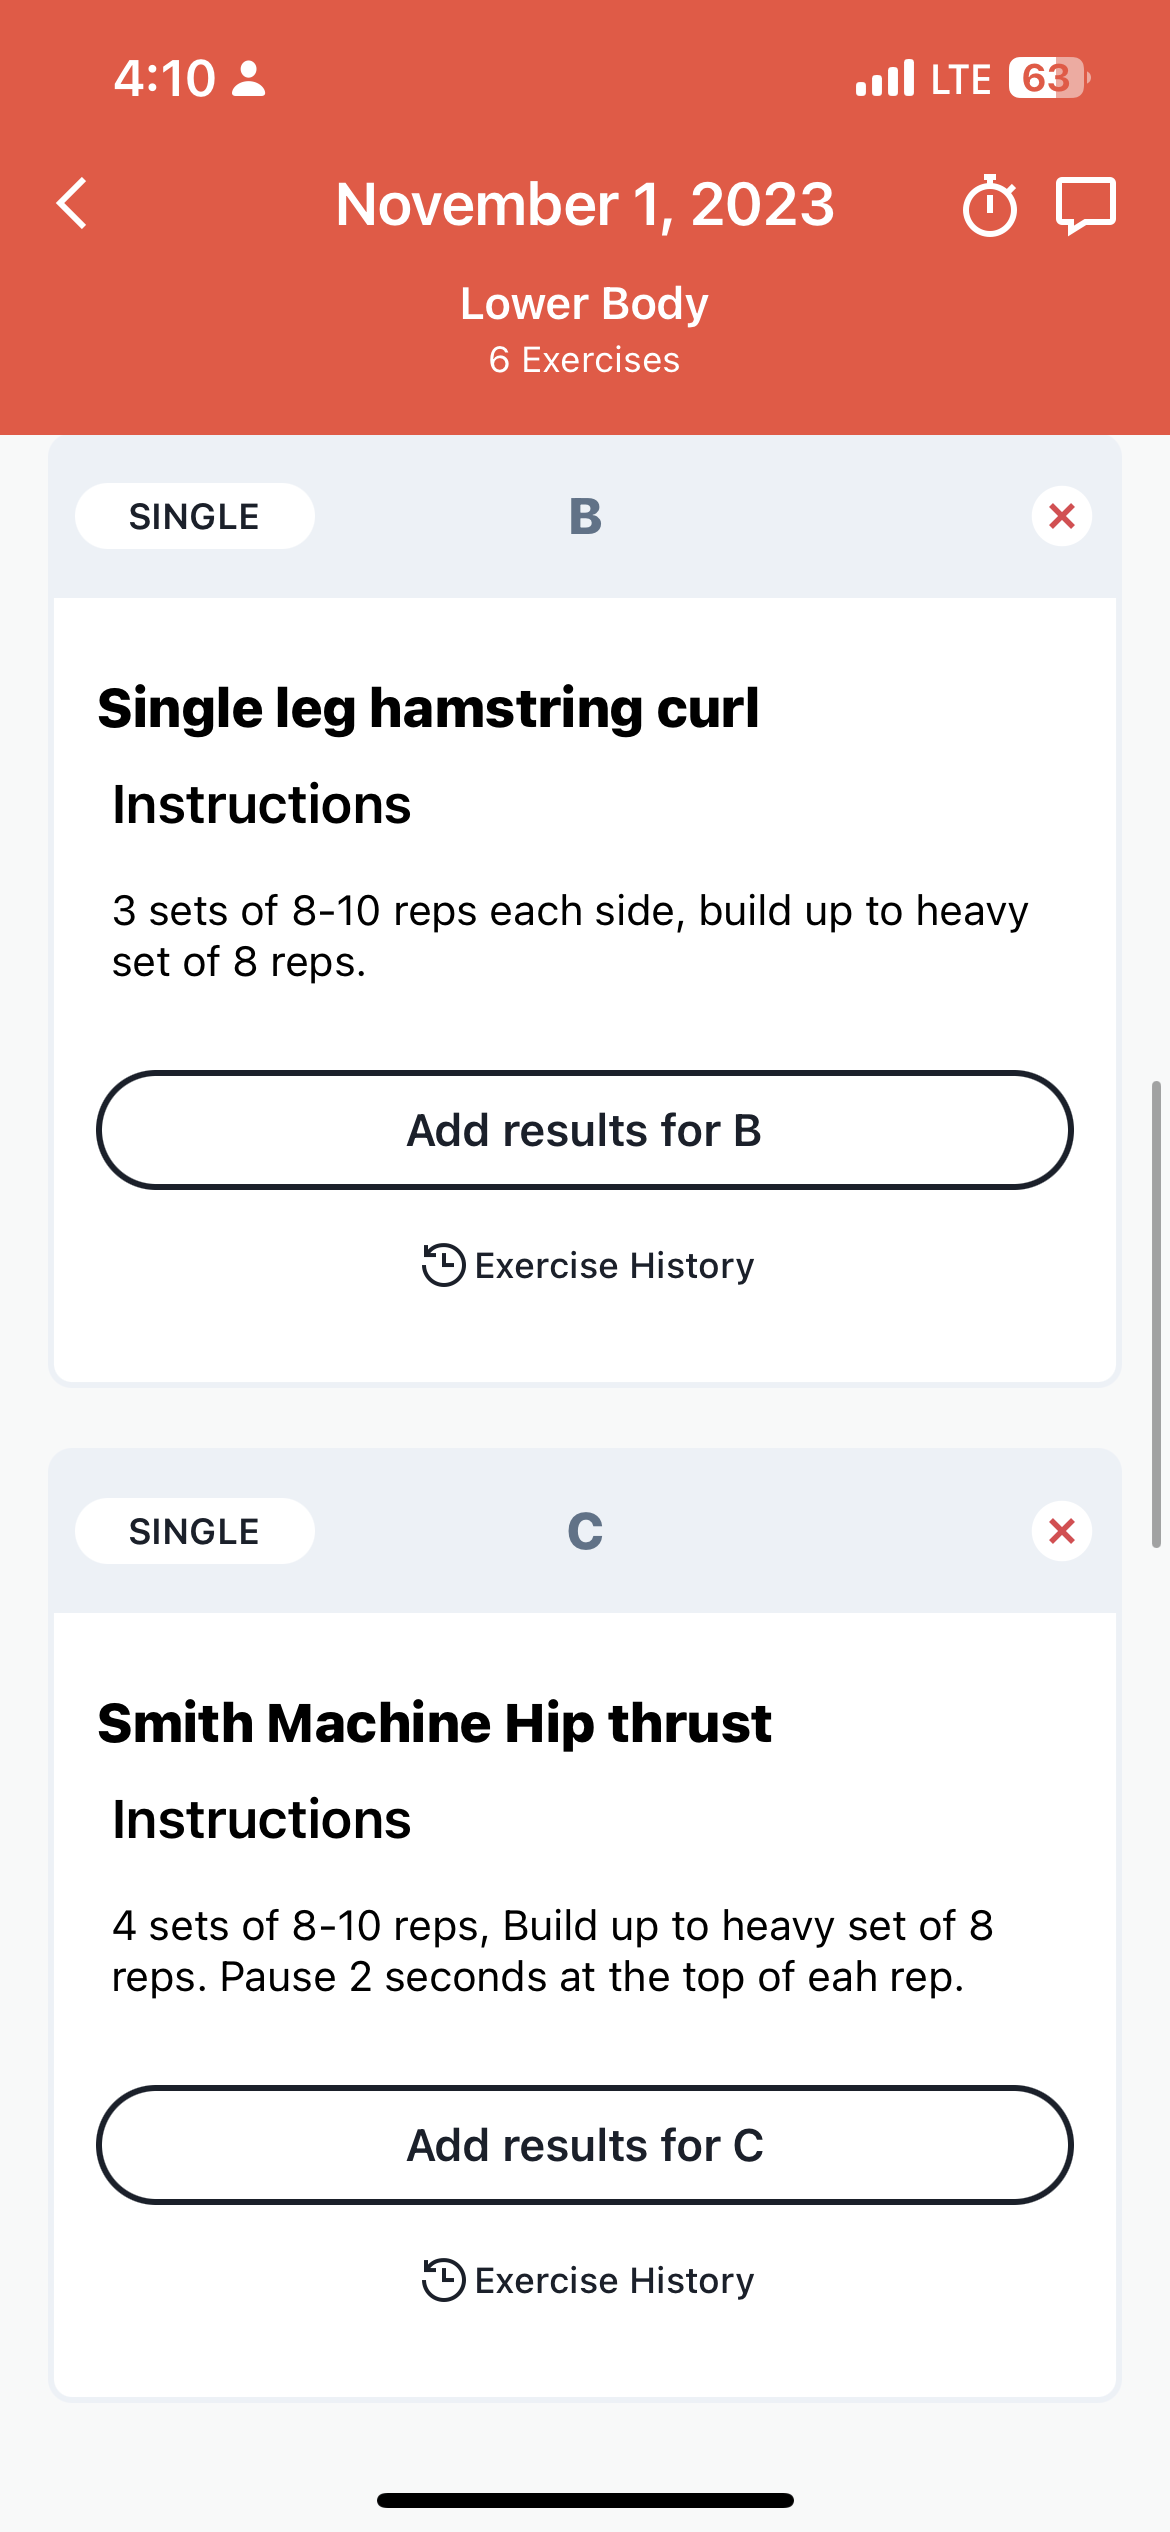 4:10 LTE 63
November 1, 2023
Lower Body
6 Exercises
SINGLE B
Single leg hamstring curl
Instructions
3 sets of 8-10 reps each side, build up to heavy
set of 8 reps.
Add results for B
Exercise History
SINGLE C
Smith Machine Hip thrust
Instructions
4 sets of 8-10 reps, Build up to heavy set of 8
reps. Pause 2 seconds at the top of eah rep.
Add results for C
Exercise History